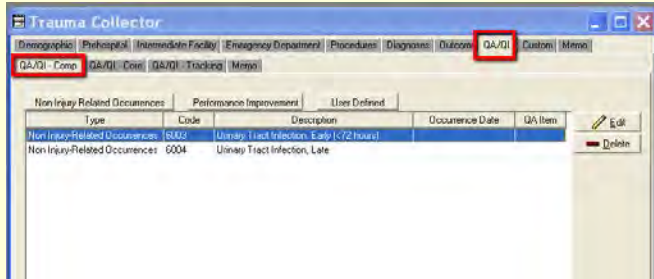 Trauma Collector
Demographic Prehospital Intermediate Facility Emergency Department Procedures Diagnoses Outcome QA/QI Custom Memo
QA/QI - Comp QA/QI - Core QA/QI - Tracking Memo
Non Injury Related Occurrences Performance Improvement User Defined
Type Code Description Occurrence Date QA Item
Non Injury-Related Occurrences 6003 Urinary Tract Infection, Early (<72 hours)
Non Injury-Related Occurrences 6004 Urinary Tract Infection, Late
Edit
Delete